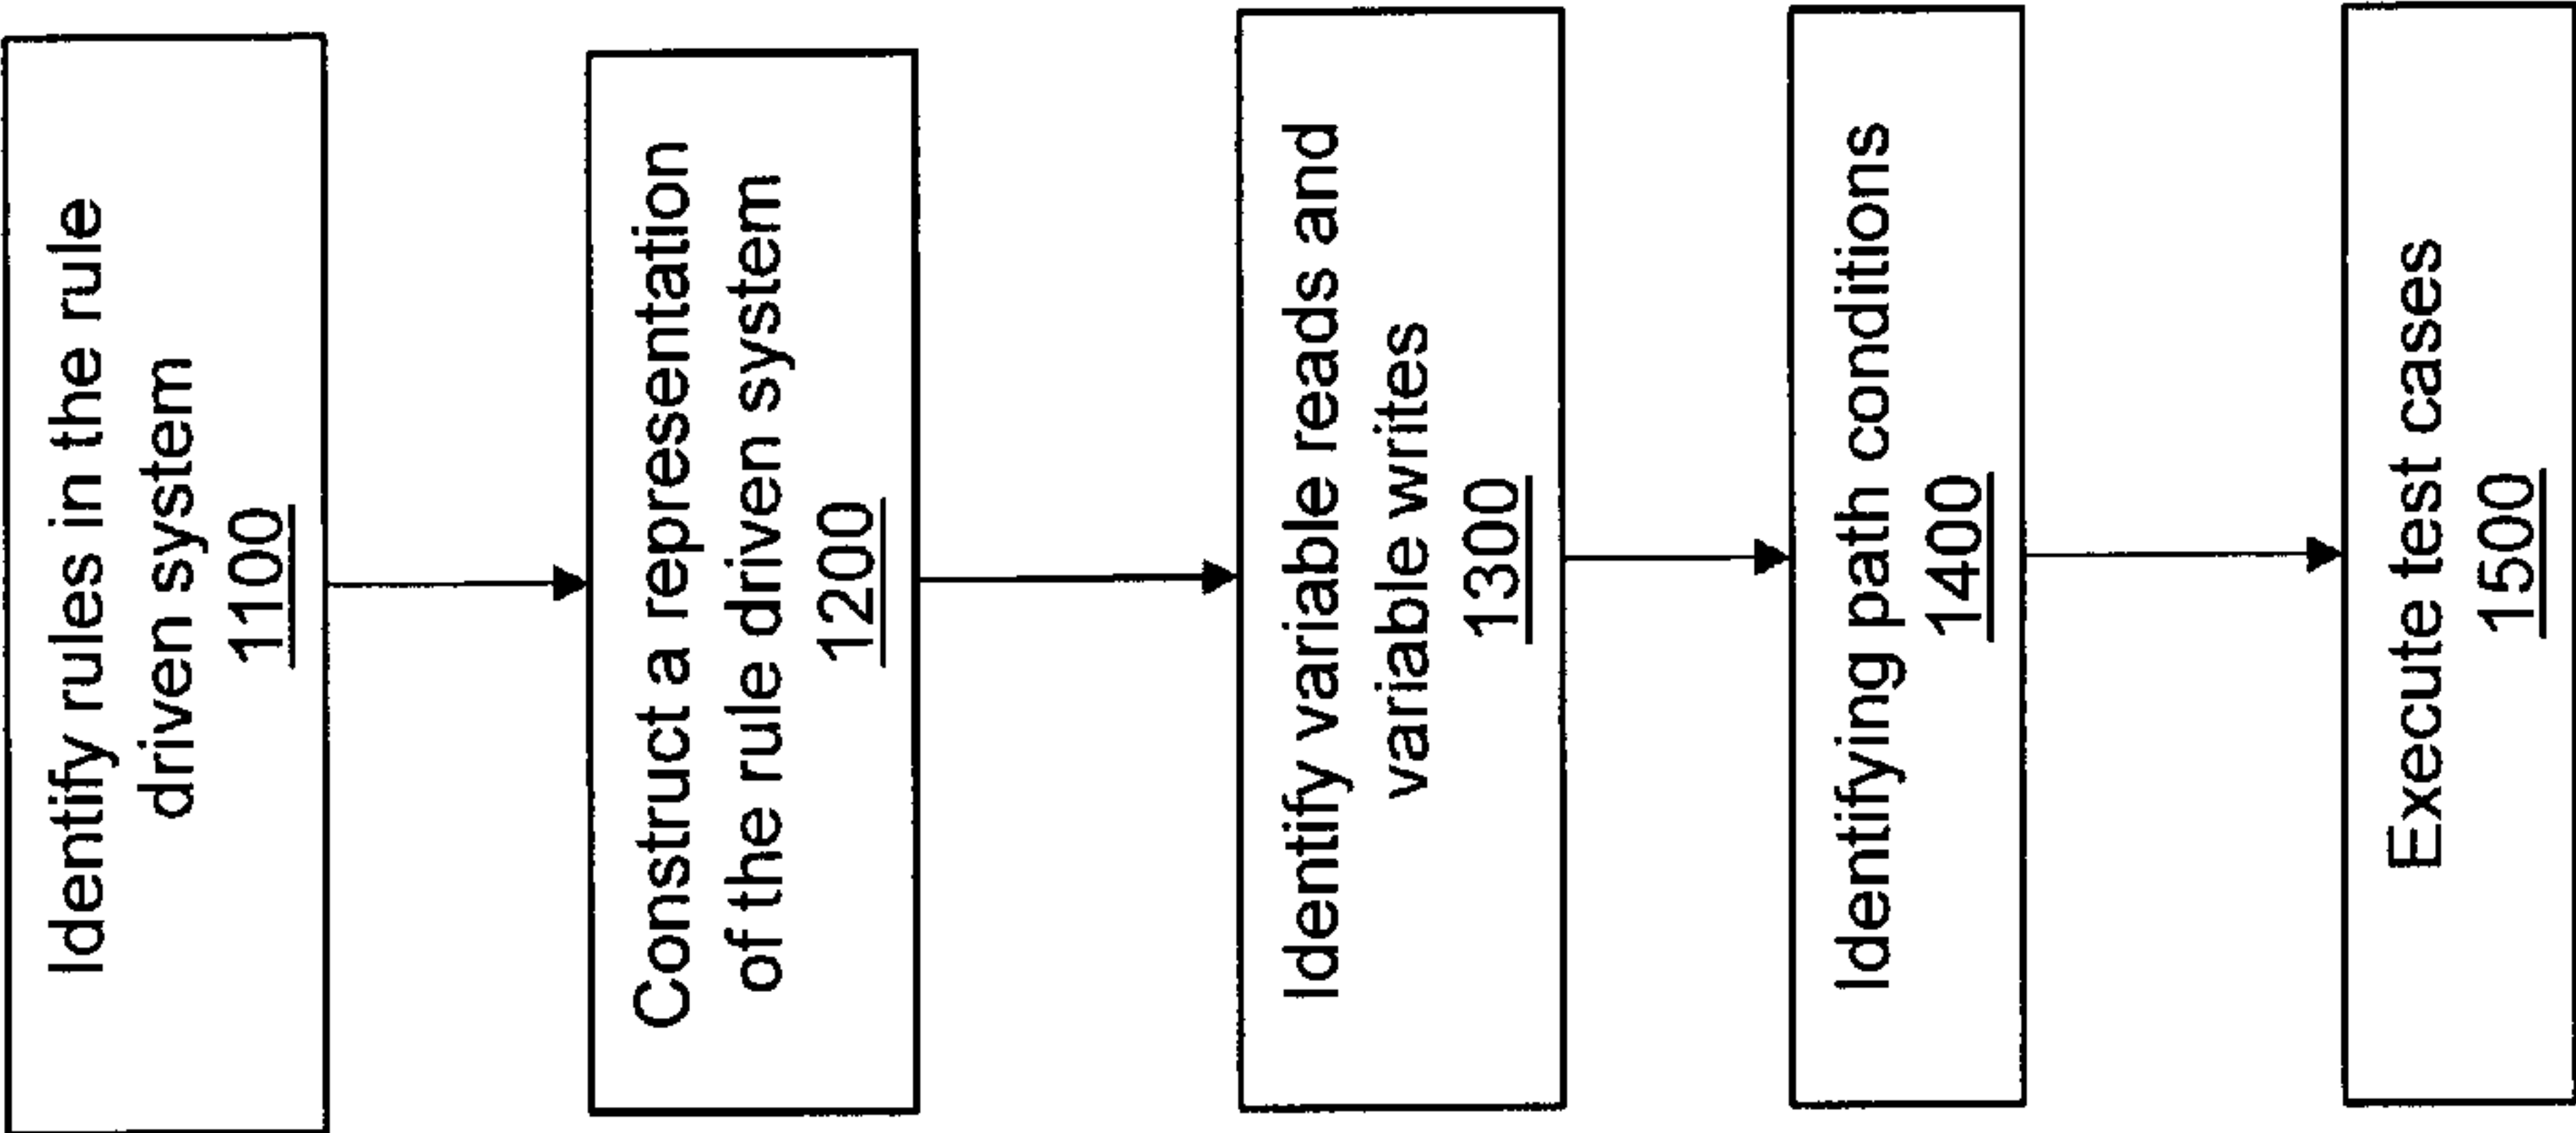 Identify rules in the rule
driven system
1100
Construct a representation
of the rule driven system
1200
Identify variable reads and
variable writes
1300
Identifying path conditions
1400
Execute test cases
1500